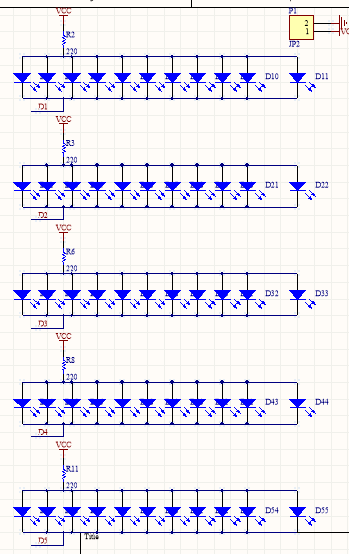 VCC
P1
2
1
VC
JP2
R2
220
D10
D11
D1
VCC
R3
220
D21
D22
D2
VCC
R6
220
D32
D33
D3
VCC
R8
220
D43
D44
D4
VCC
R11
220
D54
D55
D5
Title